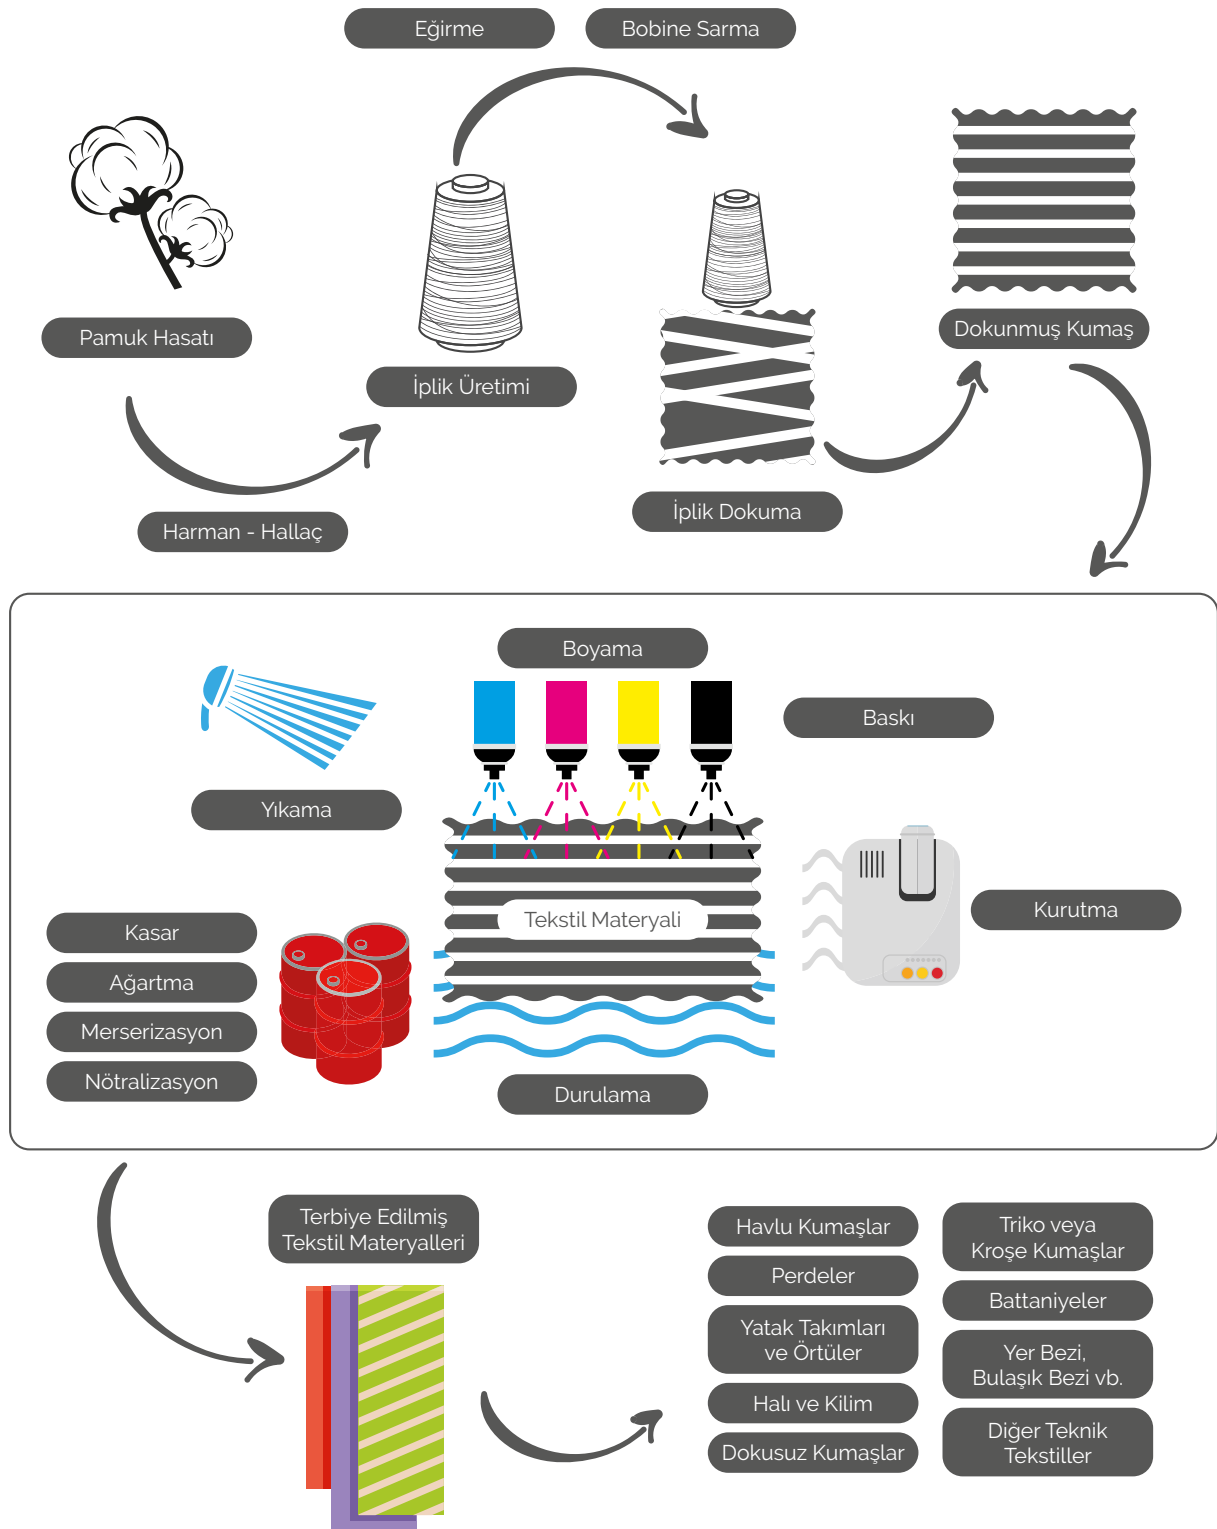 Eğirme
Bobine Sarma
Pamuk Hasatı
İplik Üretimi
Dokunmuş Kumaş
Harman - Hallaç
İplik Dokuma
Boyama
Baskı
Yıkama
Tekstil Materyali
Kurutma
Kasar
Ağartma
Merserizasyon
Nötralizasyon
Durulama
Terbiye Edilmiş
Tekstil Materyalleri
Havlu Kumaşlar
Perdeler
Yatak Takımları
ve Örtüler
Halı ve Kilim
Dokusuz Kumaşlar
Triko veya
Kroşe Kumaşlar
Battaniyeler
Yer Bezi,
Bulaşık Bezi vb.
Diğer Teknik
Tekstiller